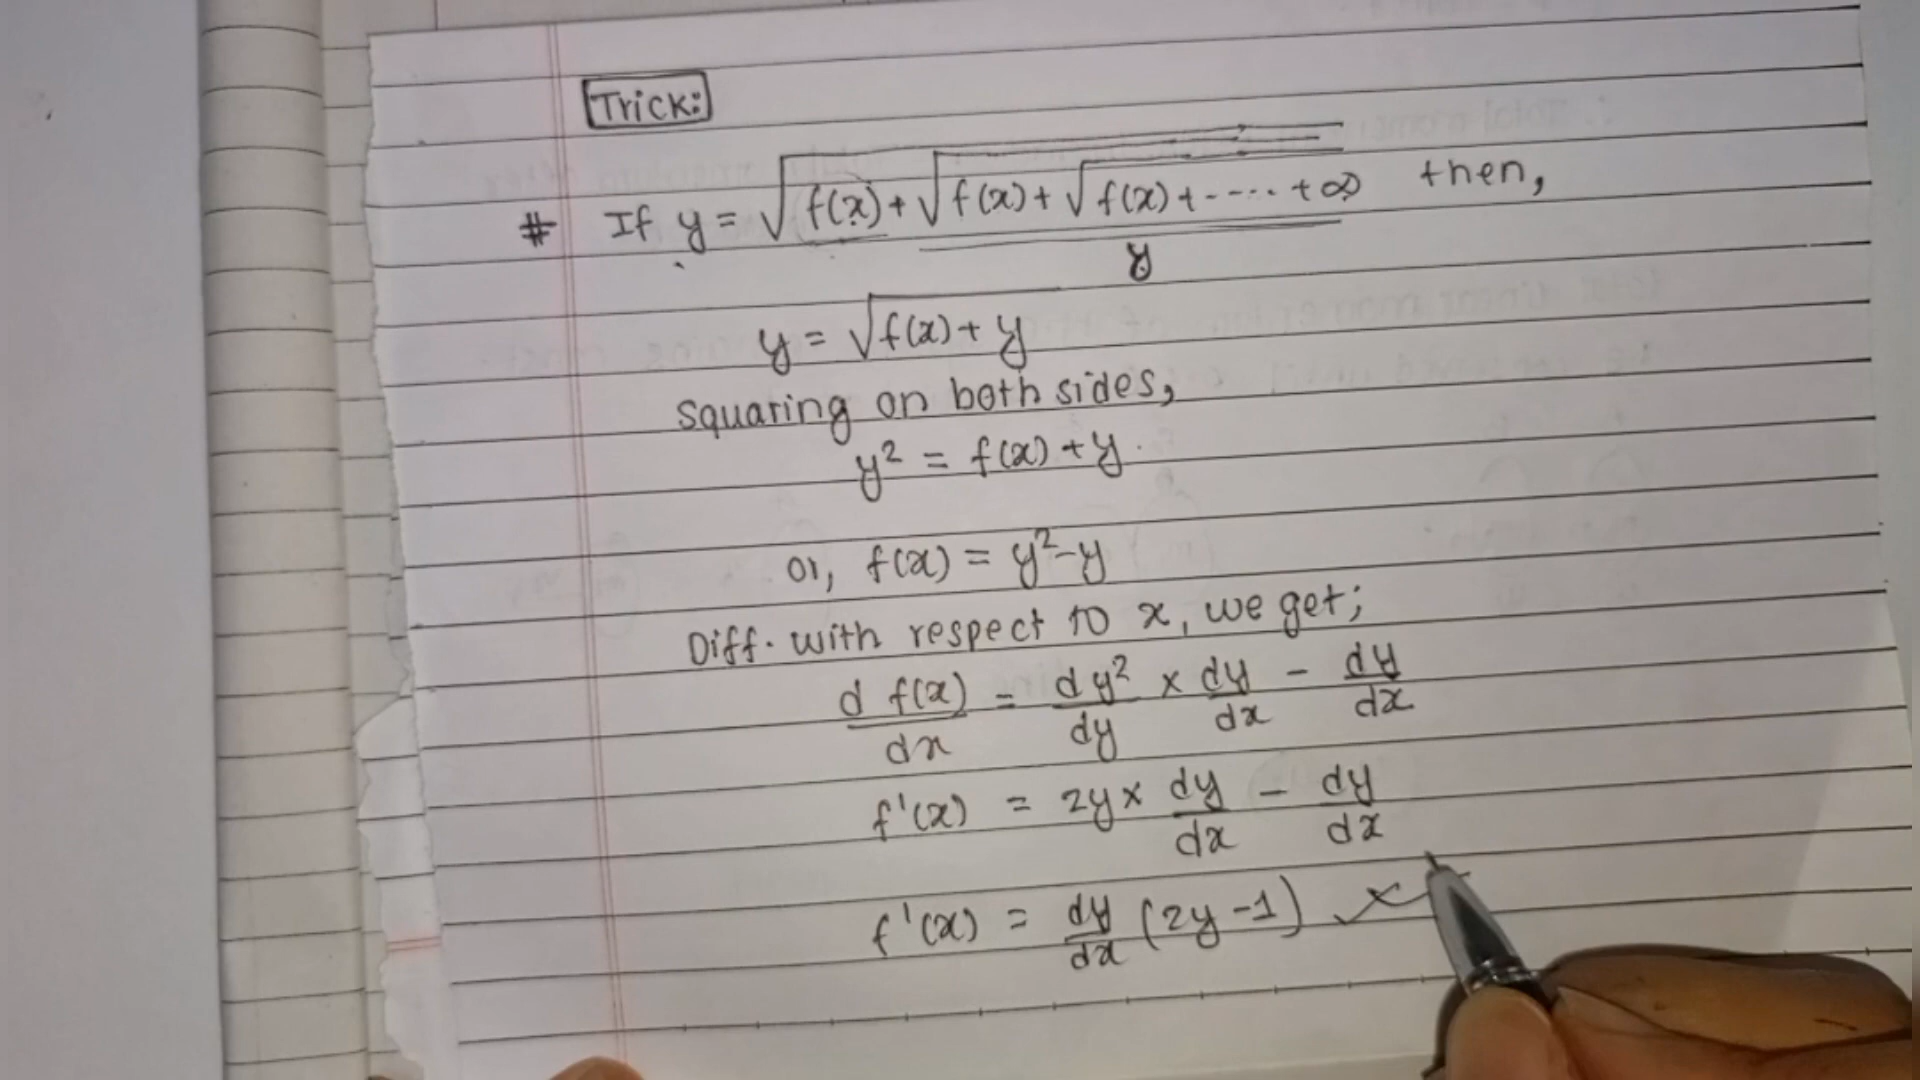 Trick:
# If y = √f(x) + √f(x) + √f(x) + ----- + ∞ then,
y
y = √f(x) + y
squaring on both sides,
y² = f(x) + y.
or, f(x) = y² - y
Diff. with respect to x, we get;
d f(x)/dx = dy²/dy × dy/dx - dy/dx
f'(x) = 2y × dy/dx - dy/dx
f'(x) = dy/dx (2y - 1)